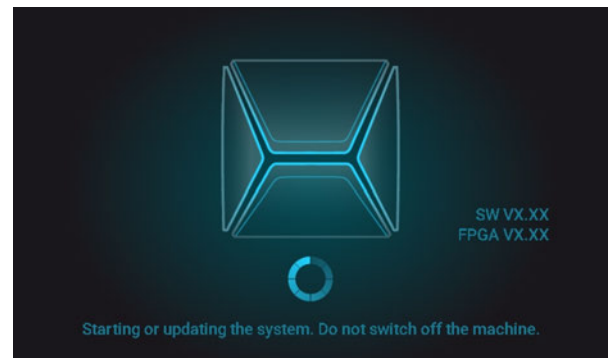 SW VX.XX
FPGA VX.XX
Starting or updating the system. Do not switch off the machine.